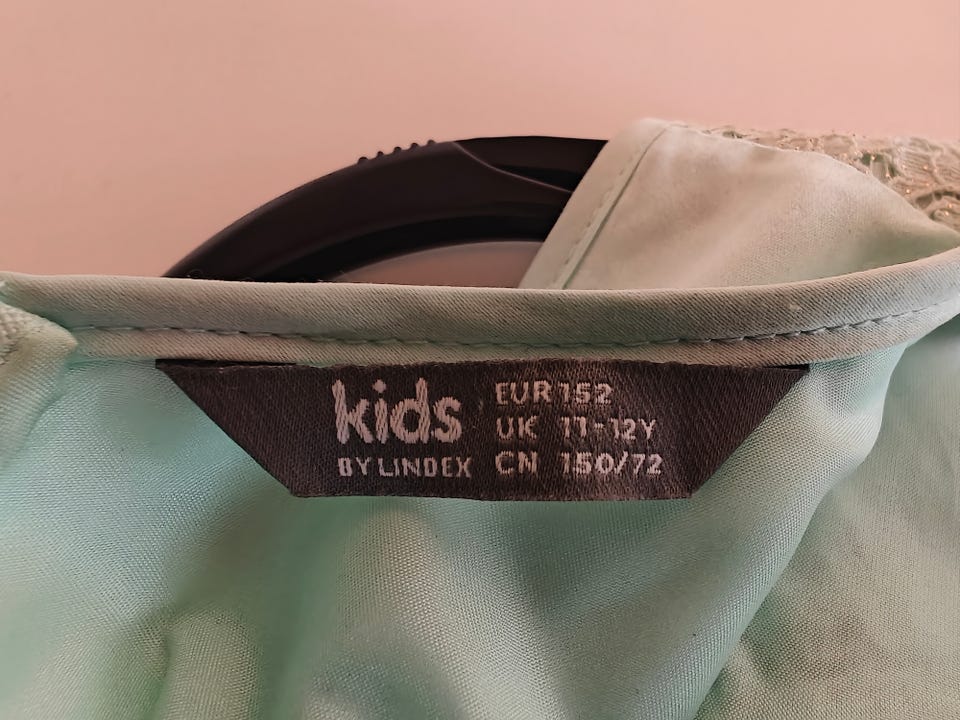 kids
BY LINDEX
EUR 152
UK 11-12Y
CN 150/72